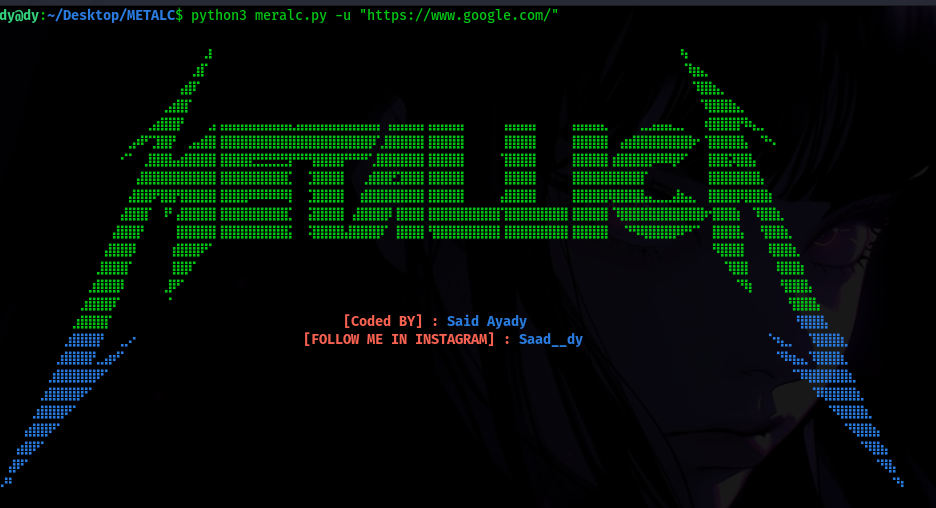 dy@dy:~/Desktop/METALC$ python3 meralc.py -u "https://www.google.com/"
METALLICA
[Coded BY] : Said Ayady
[FOLLOW ME IN INSTAGRAM] : Saad__dy